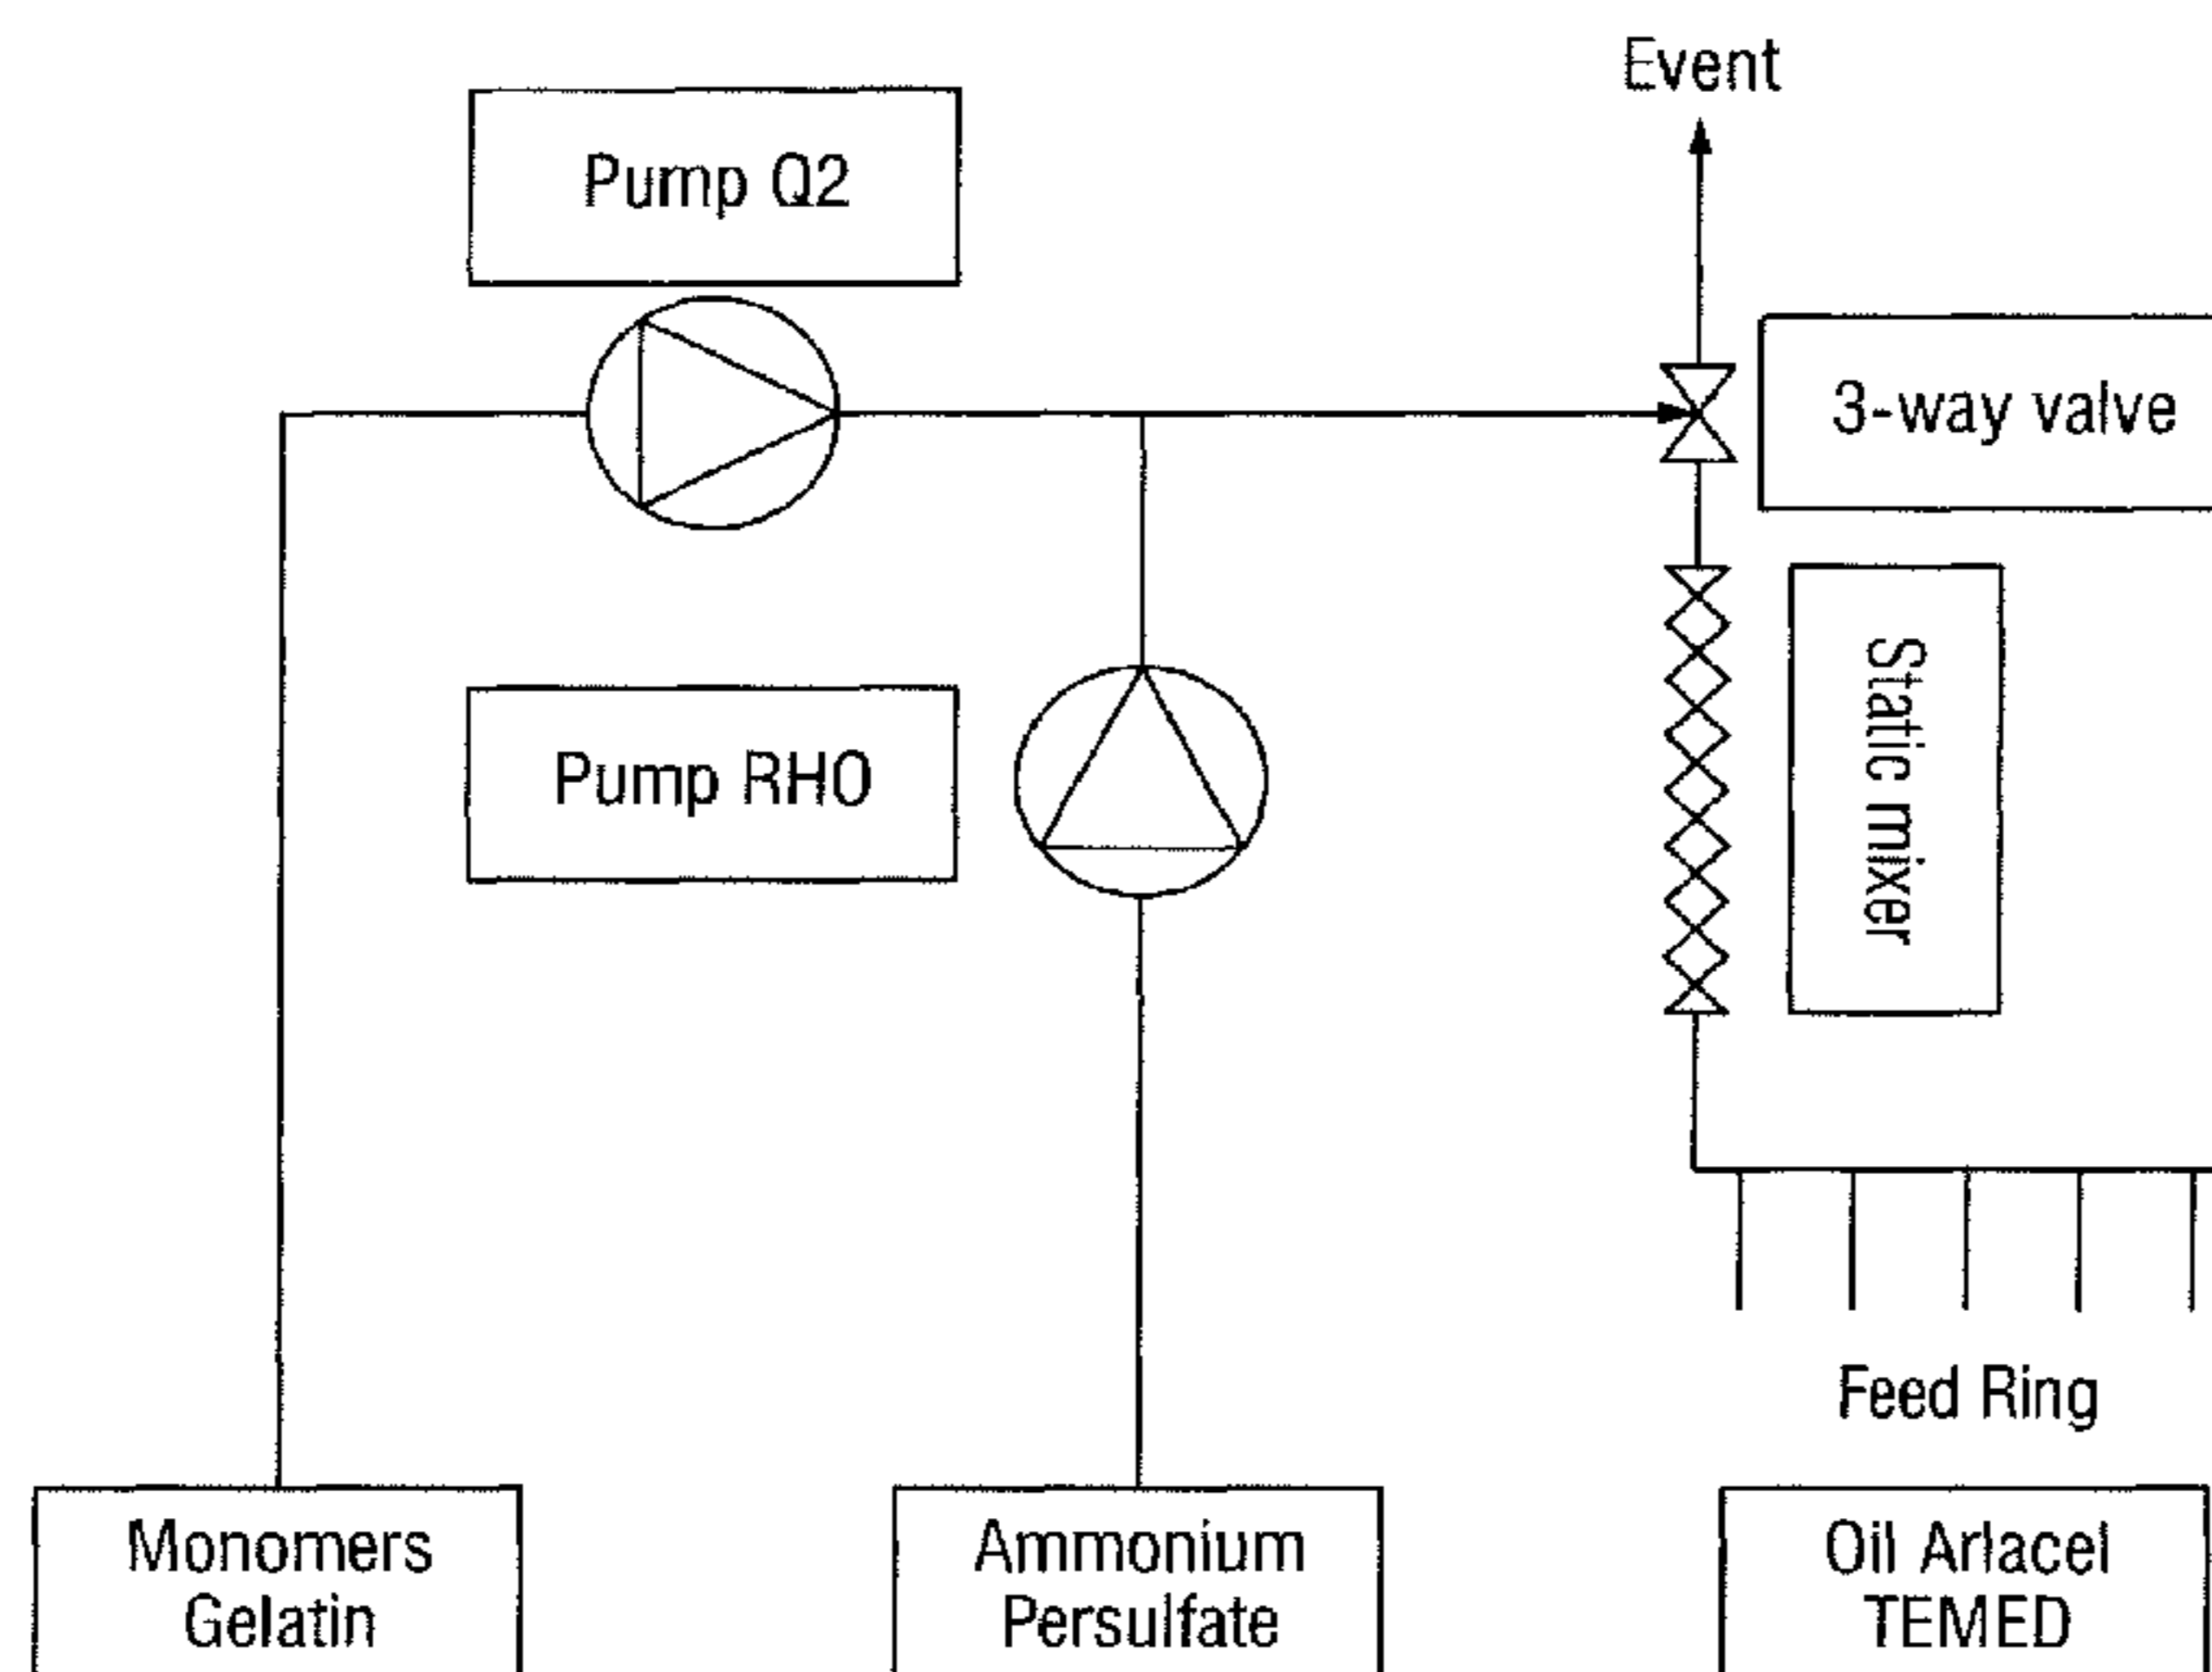 Event
Pump Q2
3-way valve
Static mixer
Pump RHO
Feed Ring
Monomers
Gelatin
Ammonium
Persulfate
Oil Arlacel
TEMED